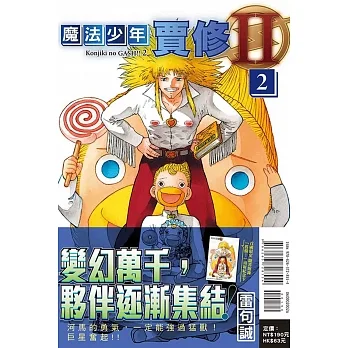 魔法少年
賈修
II
Konjiki no GASH!! 2
2
變幻萬千,
夥伴逐漸集結!
雷句誠
河馬的勇氣,一定能強過猛獸!
巨星奮起!!
定價:
NT$190元
HK$63元